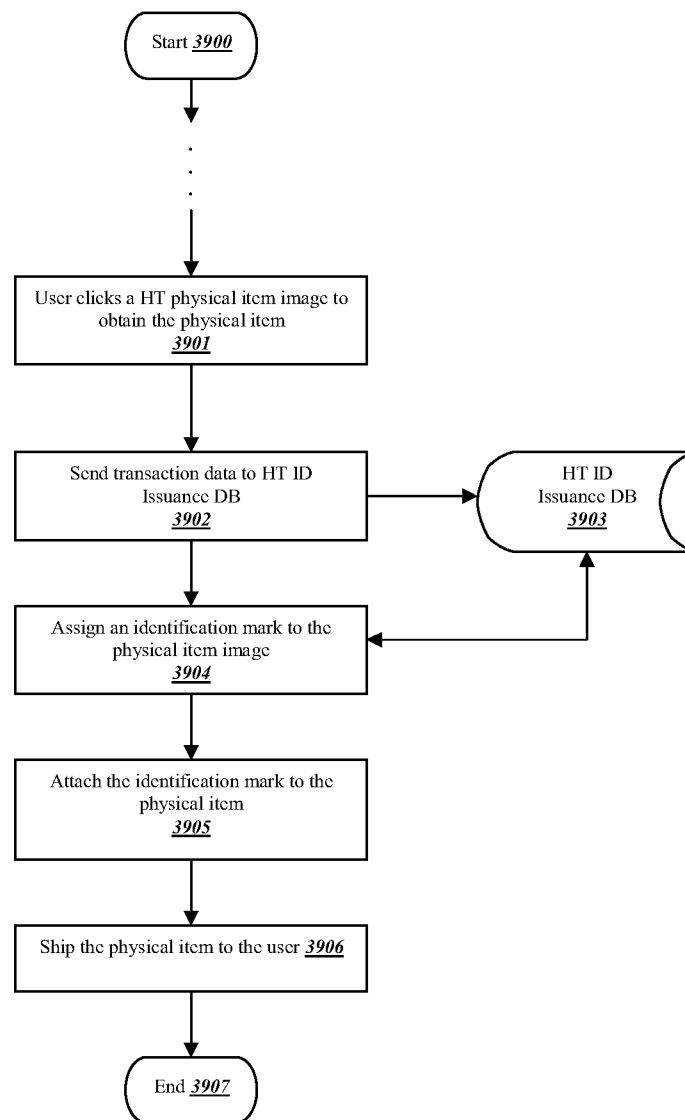 Start 3900
User clicks a HT physical item image to
obtain the physical item
3901
Send transaction data to HT ID
Issuance DB
3902
HT ID
Issuance DB
3903
Assign an identification mark to the
physical item image
3904
Attach the identification mark to the
physical item
3905
Ship the physical item to the user 3906
End 3907